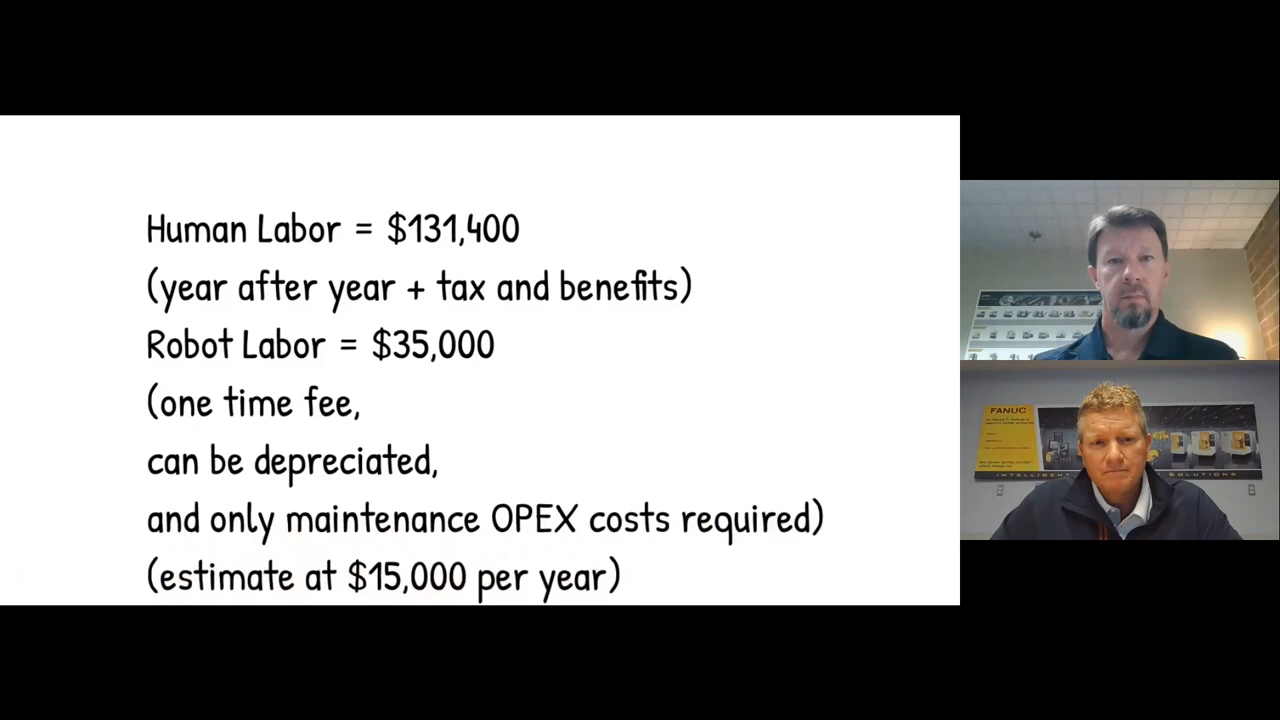 Human Labor = $131,400
(year after year + tax and benefits)
Robot Labor = $35,000
(one time fee,
can be depreciated,
and only maintenance OPEX costs required)
(estimate at $15,000 per year)
FANUC